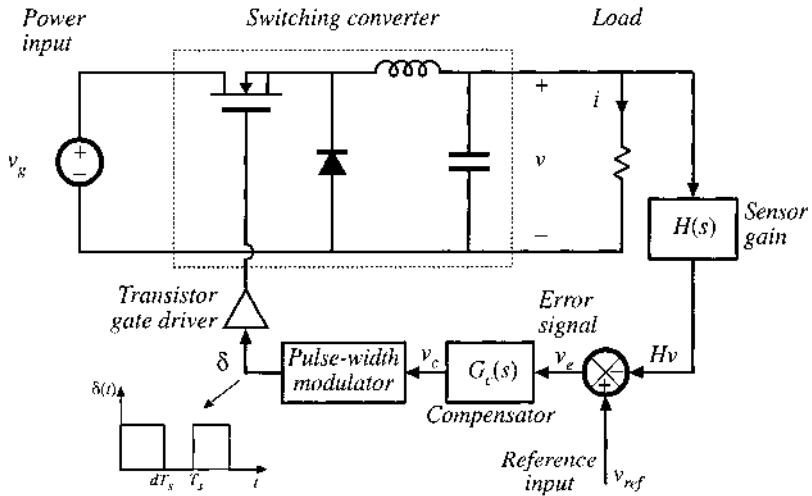 Power input
Switching converter
Load
+
i
v_g
+
−
v
−
H(s)
Sensor gain
Transistor gate driver
Error signal
δ
Pulse-width modulator
v_c
G_c(s)
v_e
−
Hv
+
Compensator
δ(t)
dT_s
T_s
t
Reference input
v_ref